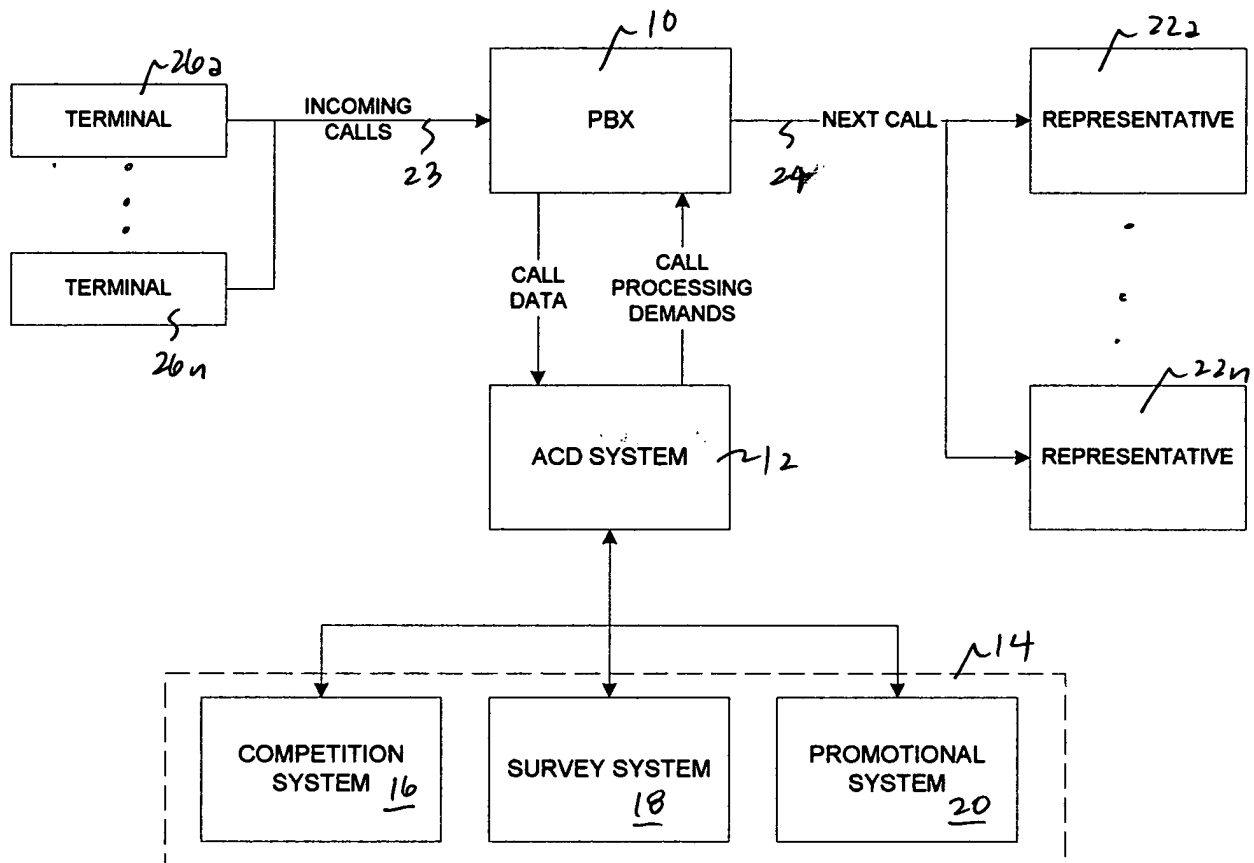 10
22a
26a
TERMINAL
INCOMING
CALLS
PBX
NEXT CALL
REPRESENTATIVE
23
24
TERMINAL
CALL
DATA
CALL
PROCESSING
DEMANDS
26n
22n
ACD SYSTEM
12
REPRESENTATIVE
14
COMPETITION
SYSTEM
16
SURVEY SYSTEM
18
PROMOTIONAL
SYSTEM
20